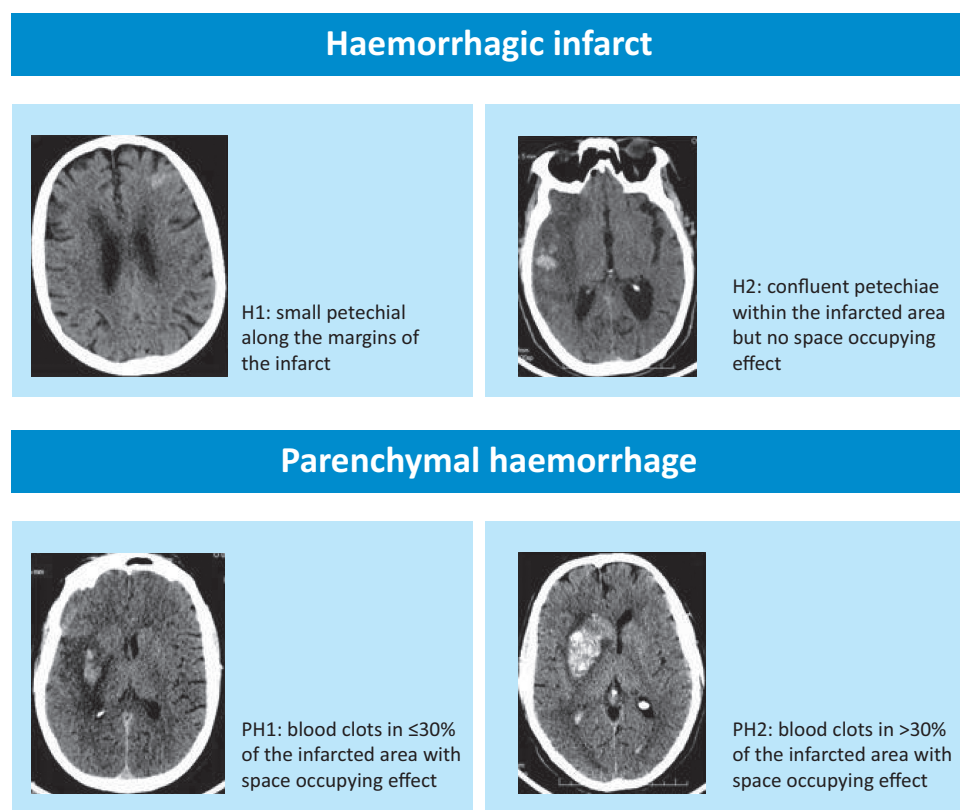 Haemorrhagic infarct
H1: small petechial
along the margins of
the infarct
H2: confluent petechiae
within the infarcted area
but no space occupying
effect
Parenchymal haemorrhage
PH1: blood clots in ≤30%
of the infarcted area with
space occupying effect
PH2: blood clots in >30%
of the infarcted area with
space occupying effect